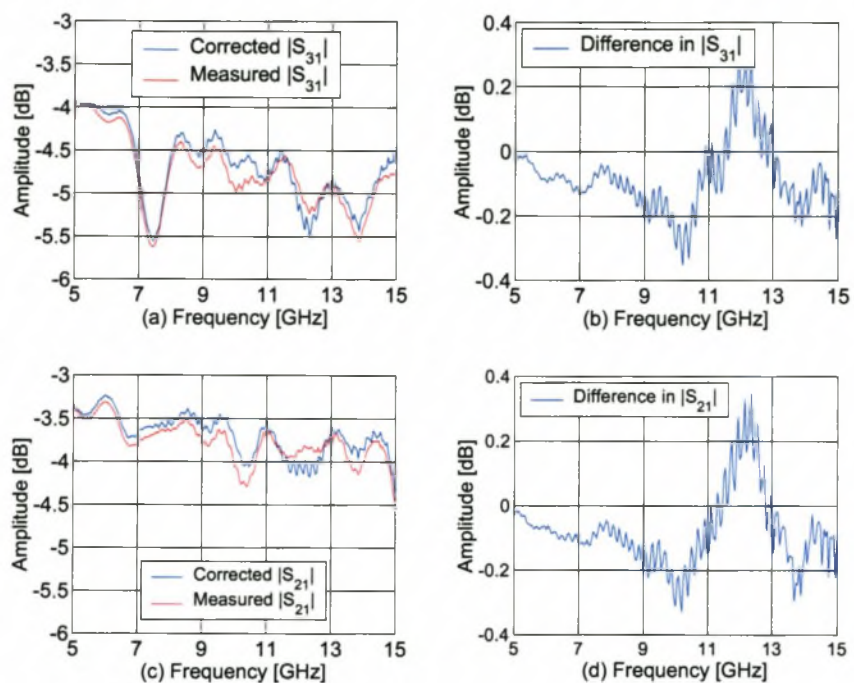 -3
-3.5
-4
-4.5
-5
-5.5
-6
Amplitude [dB]
Corrected |S31|
Measured |S31|
5 7 9 11 13 15
(a) Frequency [GHz]
0.4
0.2
0
-0.2
-0.4
Amplitude [dB]
Difference in |S31|
5 7 9 11 13 15
(b) Frequency [GHz]
-3
-3.5
-4
-4.5
-5
-5.5
-6
Amplitude [dB]
Corrected |S21|
Measured |S21|
5 7 9 11 13 15
(c) Frequency [GHz]
0.4
0.2
0
-0.2
-0.4
Amplitude [dB]
Difference in |S21|
5 7 9 11 13 15
(d) Frequency [GHz]